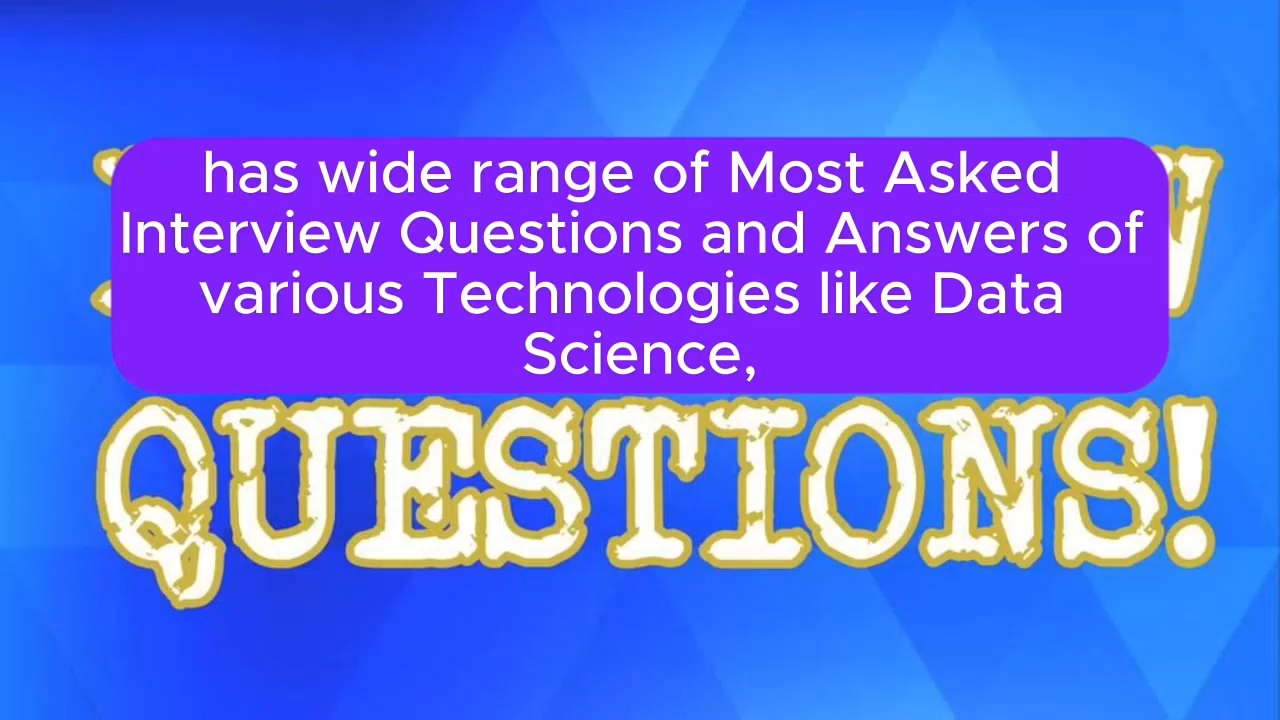 has wide range of Most Asked
Interview Questions and Answers of
various Technologies like Data
Science,
QUESTIONS!